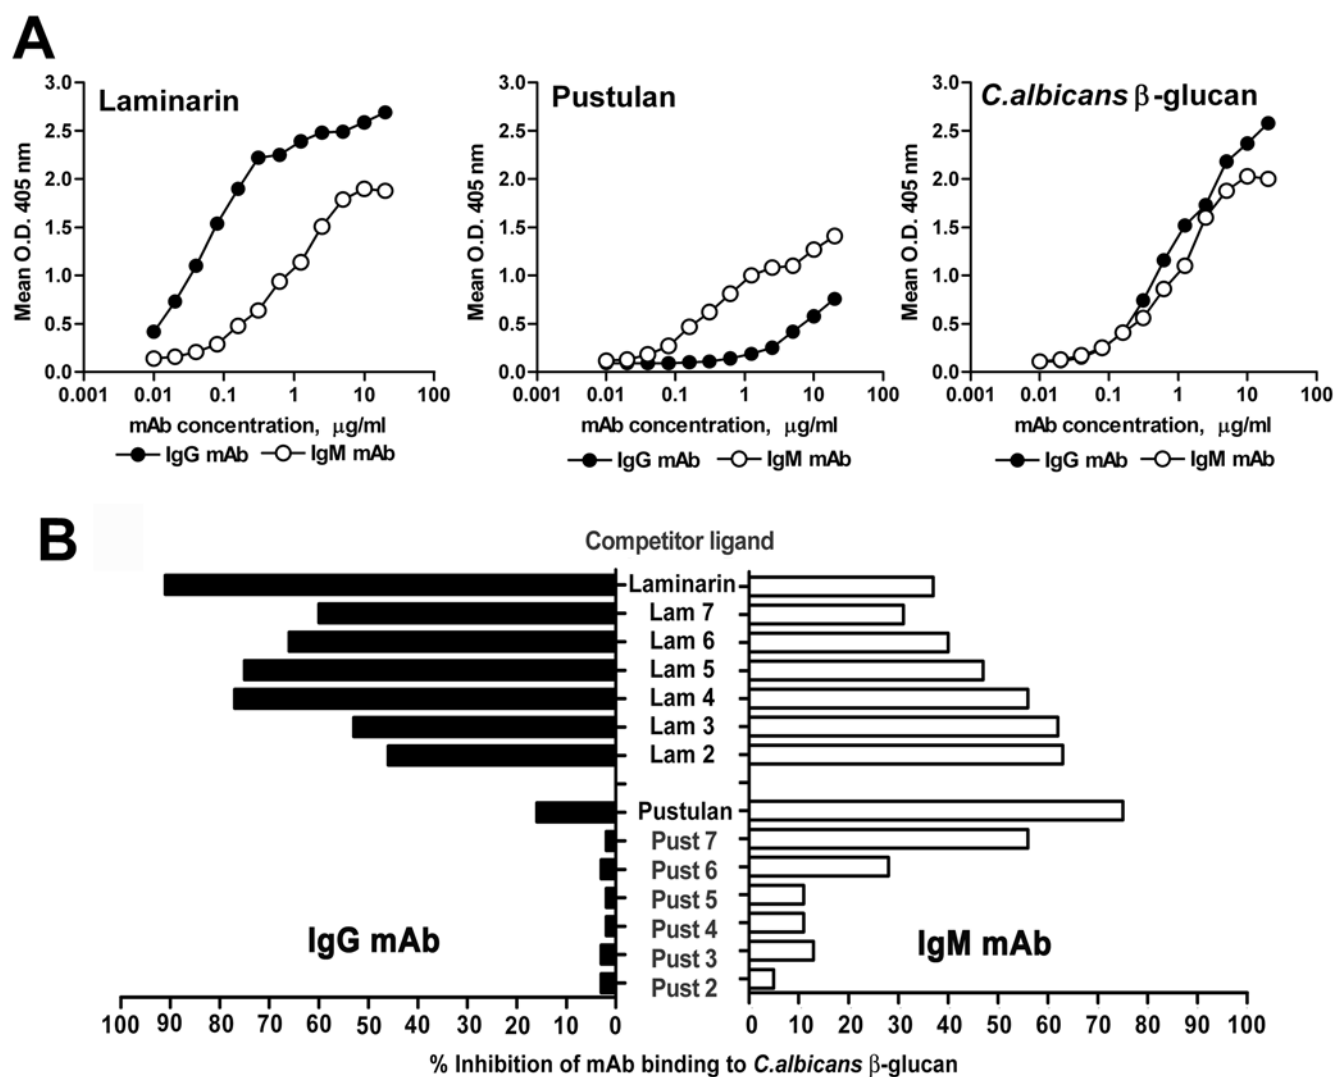 A
Laminarin
3.0
2.5
2.0
1.5
1.0
0.5
0.0
Mean O.D. 405 nm
0.001 0.01 0.1 1 10 100
mAb concentration, μg/ml
IgG mAb IgM mAb
Pustulan
3.0
2.5
2.0
1.5
1.0
0.5
0.0
Mean O.D. 405 nm
0.001 0.01 0.1 1 10 100
mAb concentration, μg/ml
IgG mAb IgM mAb
C.albicans β-glucan
3.0
2.5
2.0
1.5
1.0
0.5
0.0
Mean O.D. 405 nm
0.001 0.01 0.1 1 10 100
mAb concentration, μg/ml
IgG mAb IgM mAb
B
Competitor ligand
Laminarin
Lam 7
Lam 6
Lam 5
Lam 4
Lam 3
Lam 2
Pustulan
Pust 7
Pust 6
Pust 5
Pust 4
Pust 3
Pust 2
IgG mAb
IgM mAb
100 90 80 70 60 50 40 30 20 10 0
0 10 20 30 40 50 60 70 80 90 100
% Inhibition of mAb binding to C.albicans β-glucan